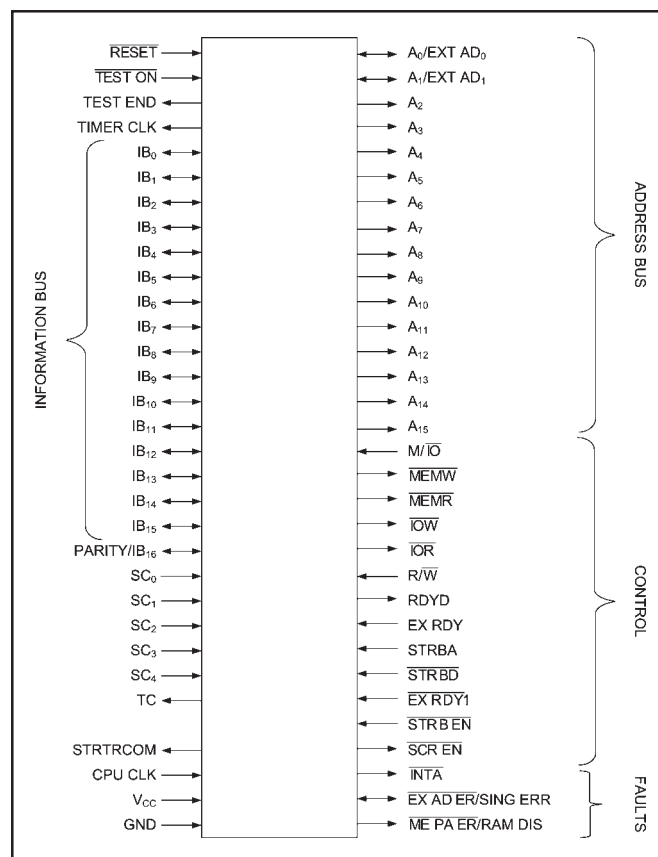 RESET
TEST ON
TEST END
TIMER CLK
INFORMATION BUS
IB₀
IB₁
IB₂
IB₃
IB₄
IB₅
IB₆
IB₇
IB₈
IB₉
IB₁₀
IB₁₁
IB₁₂
IB₁₃
IB₁₄
IB₁₅
PARITY/IB₁₆
SC₀
SC₁
SC₂
SC₃
SC₄
TC
STRTRCOM
CPU CLK
V_CC
GND
A₀/EXT AD₀
A₁/EXT AD₁
A₂
A₃
A₄
A₅
A₆
A₇
A₈
A₉
A₁₀
A₁₁
A₁₂
A₁₃
A₁₄
A₁₅
ADDRESS BUS
M/IO
MEMW
MEMR
IOW
IOR
R/W
RDYD
EX RDY
STRBA
STRBD
EX RDY1
STRB EN
SCR EN
CONTROL
INTA
EX AD ER/SING ERR
ME PA ER/RAM DIS
FAULTS